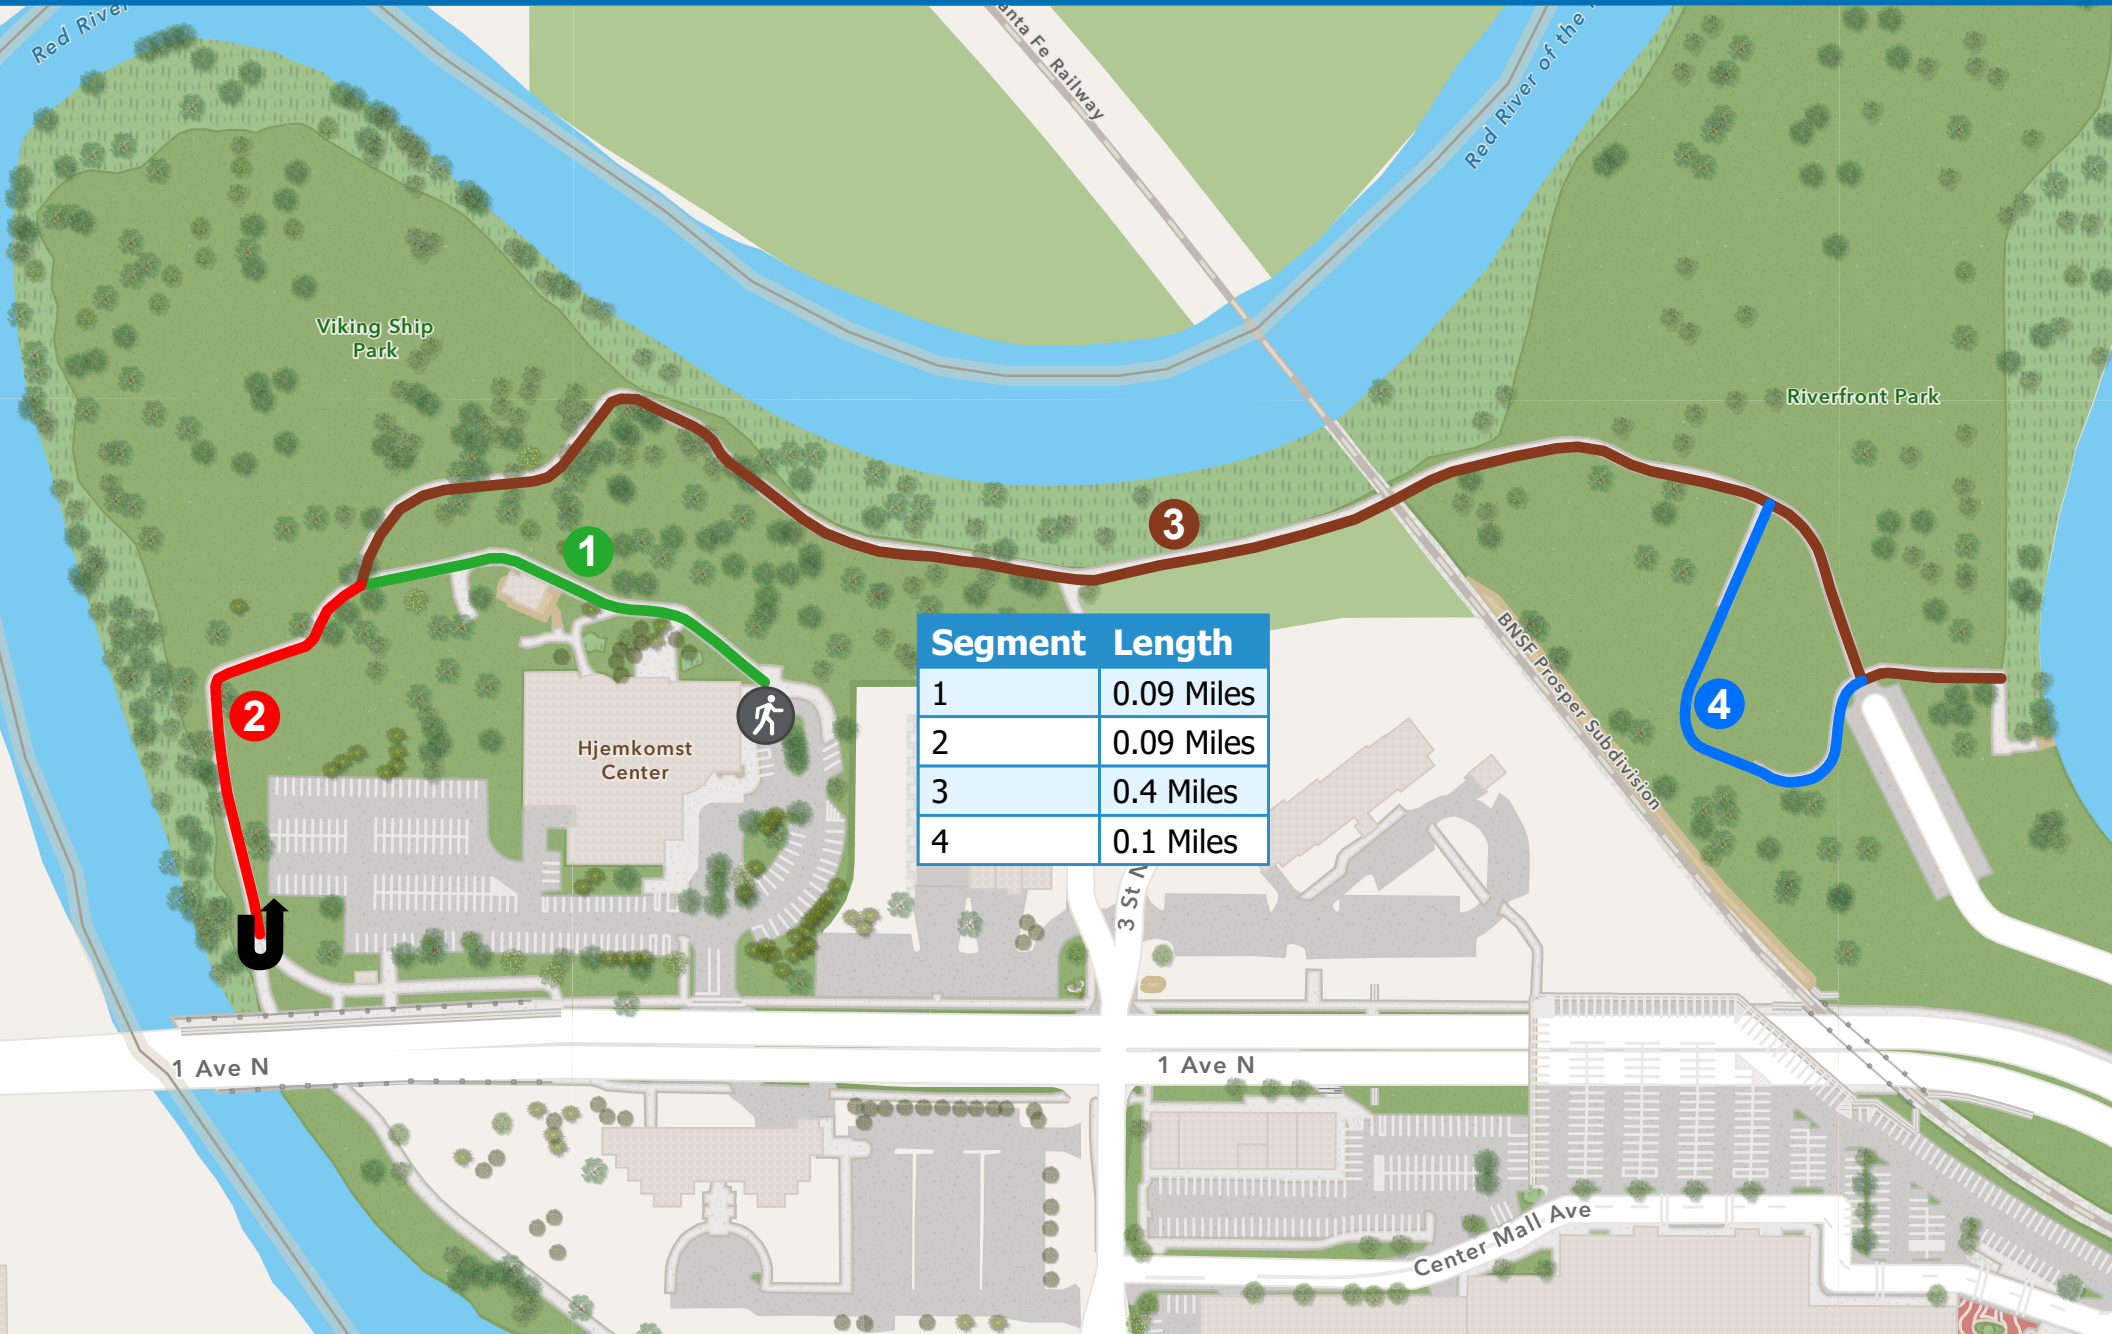 Red River
anta Fe Railway
Red River of the
Viking Ship
Park
Riverfront Park
3
1
Segment Length
1 0.09 Miles
2 0.09 Miles
3 0.4 Miles
4 0.1 Miles
BNSF Prosper Subdivision
4
2
Hjemkomst
Center
3 St N
1 Ave N
1 Ave N
Center Mall Ave